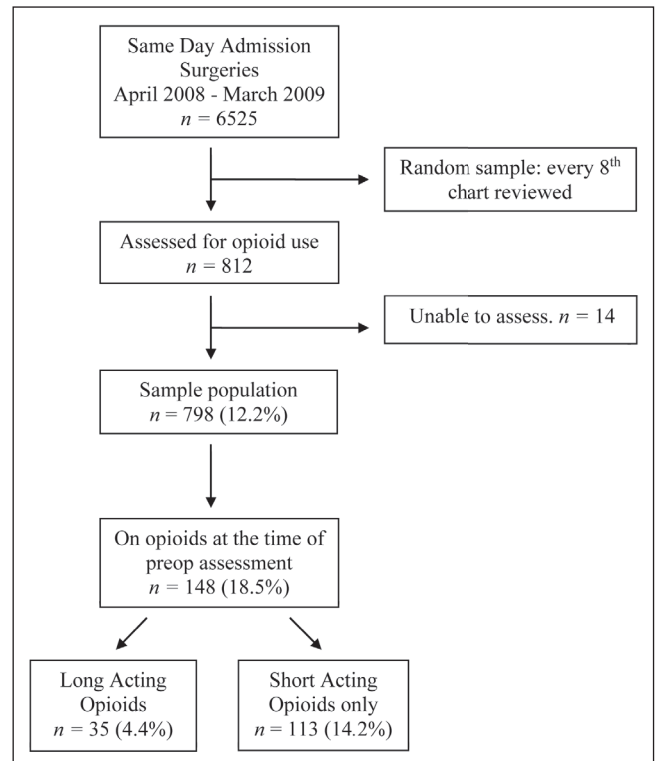 Same Day Admission
Surgeries
April 2008 - March 2009
n = 6525
Random sample: every 8th
chart reviewed
Assessed for opioid use
n = 812
Unable to assess. n = 14
Sample population
n = 798 (12.2%)
On opioids at the time of
preop assessment
n = 148 (18.5%)
Long Acting
Opioids
n = 35 (4.4%)
Short Acting
Opioids only
n = 113 (14.2%)